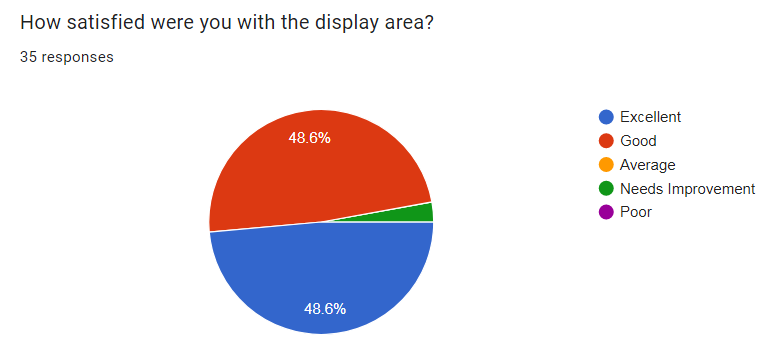 How satisfied were you with the display area?
35 responses
48.6%
48.6%
Excellent
Good
Average
Needs Improvement
Poor